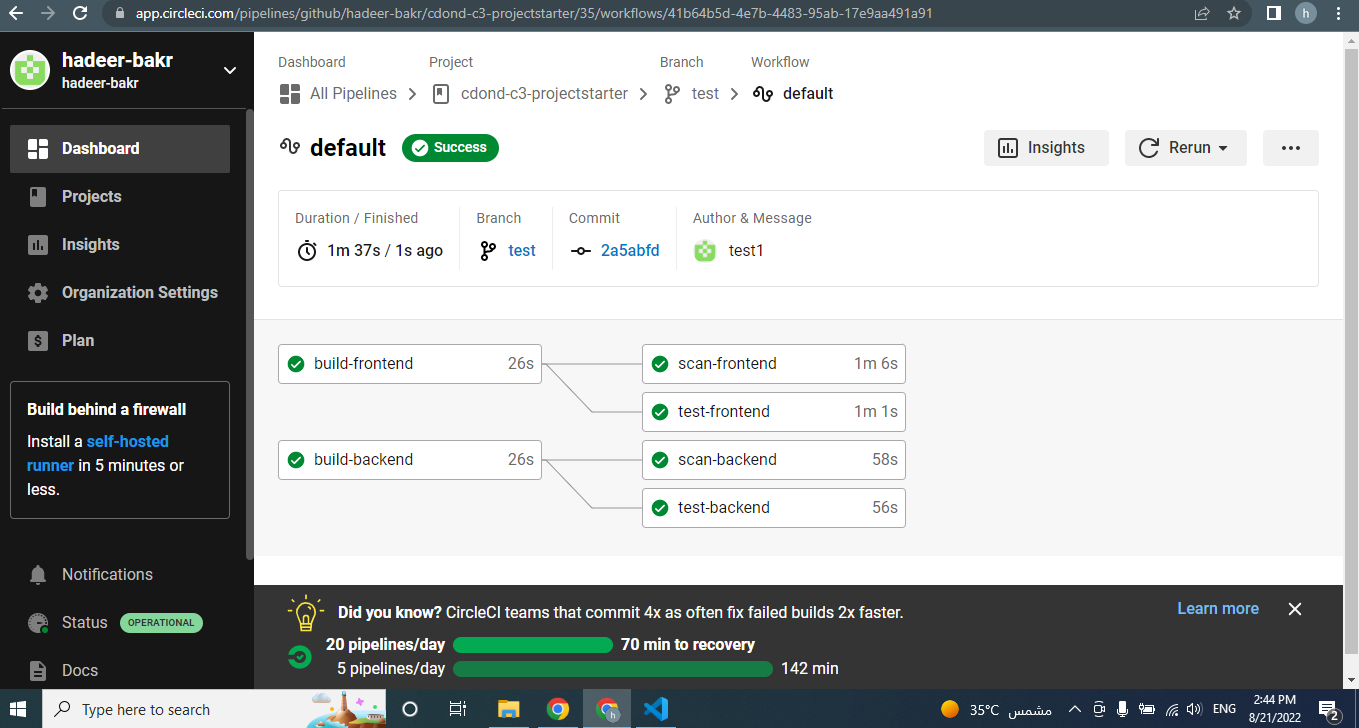 app.circleci.com/pipelines/github/hadeer-bakr/cdond-c3-projectstarter/35/workflows/41b64b5d-4e7b-4483-95ab-17e9aa491a91
h
hadeer-bakr
hadeer-bakr
Dashboard
Projects
Insights
Organization Settings
Plan
Build behind a firewall
Install a self-hosted
runner in 5 minutes or
less.
Notifications
Status OPERATIONAL
Docs
Dashboard Project Branch Workflow
All Pipelines cdond-c3-projectstarter test default
default Success Insights Rerun
Duration / Finished Branch Commit Author & Message
1m 37s / 1s ago test 2a5abfd test1
build-frontend 26s scan-frontend 1m 6s
test-frontend 1m 1s
build-backend 26s scan-backend 58s
test-backend 56s
Did you know? CircleCI teams that commit 4x as often fix failed builds 2x faster. Learn more
20 pipelines/day 70 min to recovery
5 pipelines/day 142 min
Type here to search
h
35°C مشمس
ENG
2:44 PM
8/21/2022
2